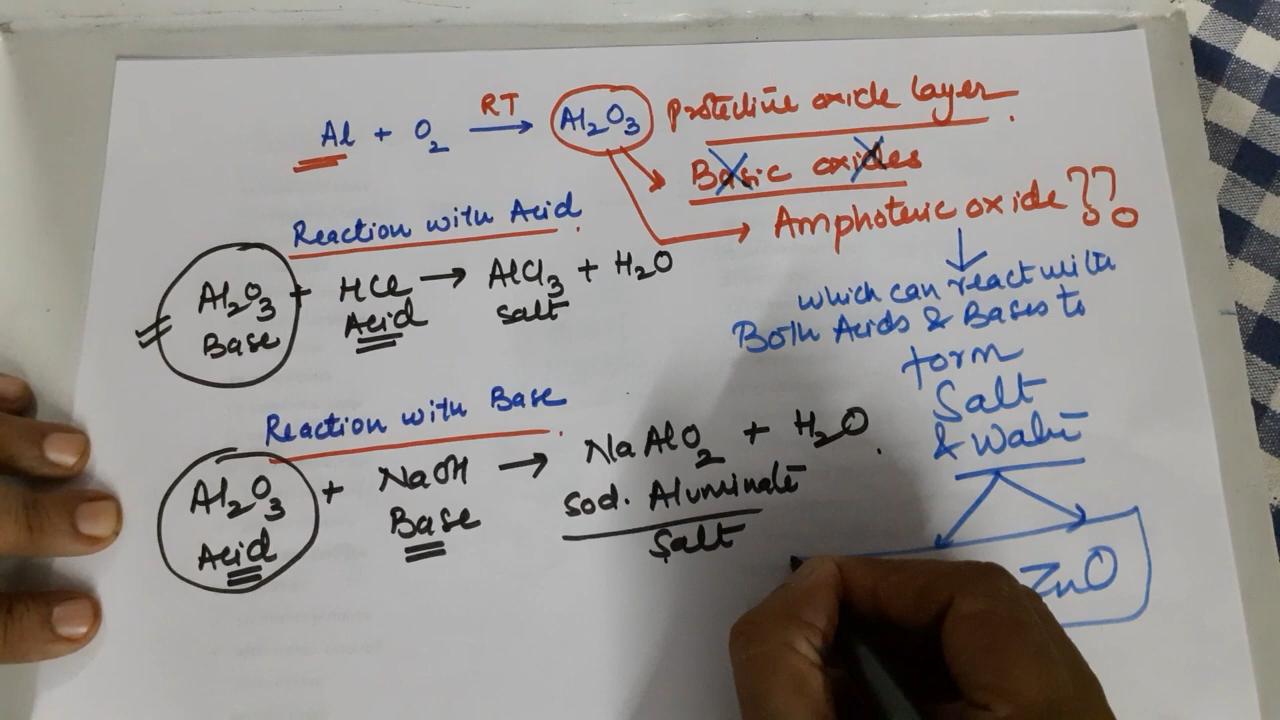 RT
Al + O2 → Al2O3 Protective oxide layer.
Basic oxides
Amphoteric oxide??
Reaction with Acid
Al2O3 + HCl → AlCl3 + H2O
Base Acid Salt
which can react with
Both Acids & Bases to
form
Salt
& Water
Reaction with Base
Al2O3 + NaOH → NaAlO2 + H2O.
Acid Base Sod. Aluminate
Salt
ZnO